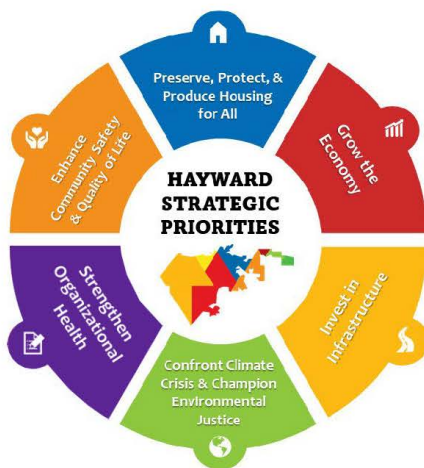 Preserve, Protect, &
Produce Housing
for All
Grow the
Economy
Invest in
Infrastructure
Confront Climate
Crisis & Champion
Environmental
Justice
Strengthen
Organizational
Health
Enhance
Community Safety
& Quality of Life
HAYWARD
STRATEGIC
PRIORITIES